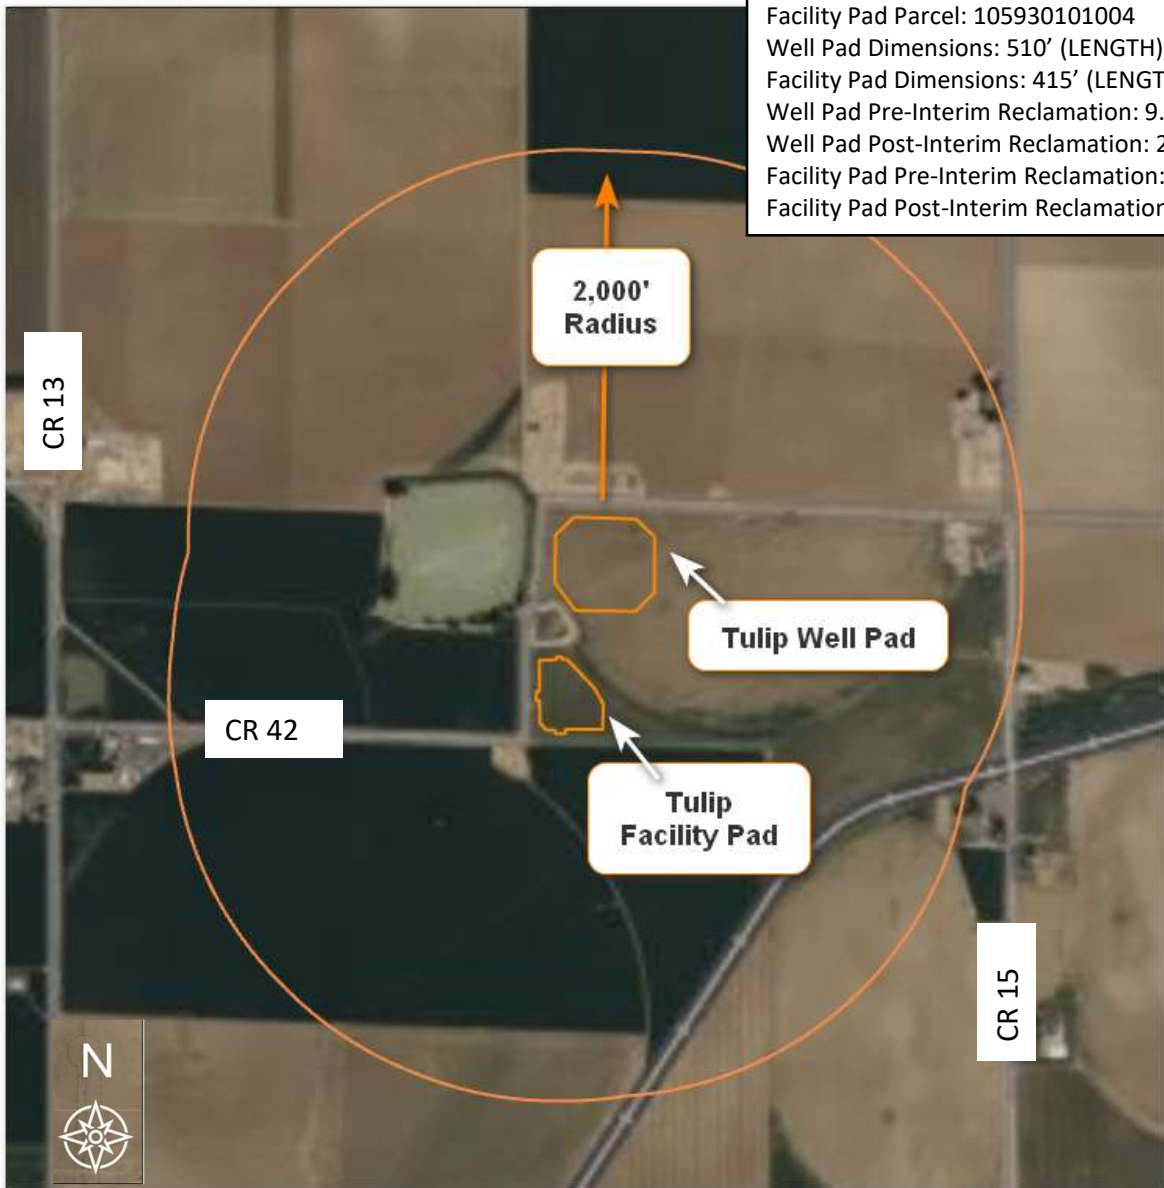 Facility Pad Parcel: 105930101004
Well Pad Dimensions: 510’ (LENGTH)
Facility Pad Dimensions: 415’ (LENGT
Well Pad Pre-Interim Reclamation: 9.
Well Pad Post-Interim Reclamation: 2
Facility Pad Pre-Interim Reclamation:
Facility Pad Post-Interim Reclamation
2,000'
Radius
CR 13
Tulip Well Pad
CR 42
Tulip
Facility Pad
CR 15
N